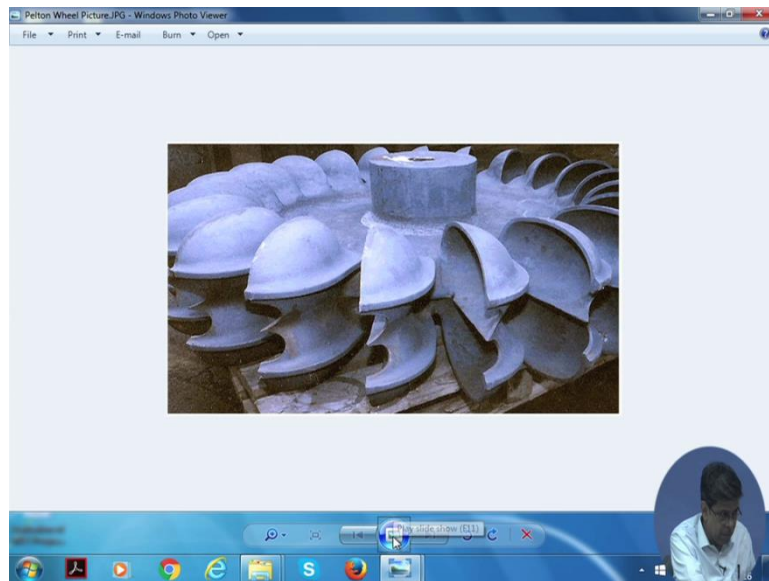 Pelton Wheel Picture.JPG - Windows Photo Viewer
File Print E-mail Burn Open
Play slide show (F11)